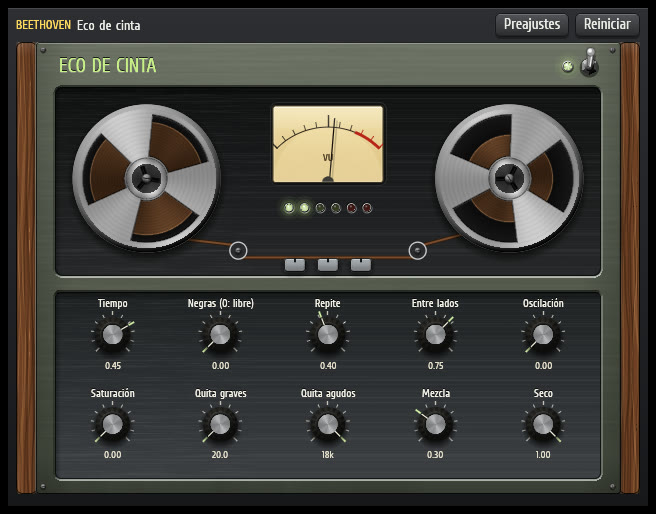 BEETHOVEN Eco de cinta Preajustes Reiniciar
ECO DE CINTA
VU
Tiempo Negras (0: libre) Repite Entre lados Oscilación
0.45 0.00 0.40 0.75 0.00
Saturación Quita graves Quita agudos Mezcla Seco
0.00 20.0 18k 0.30 1.00